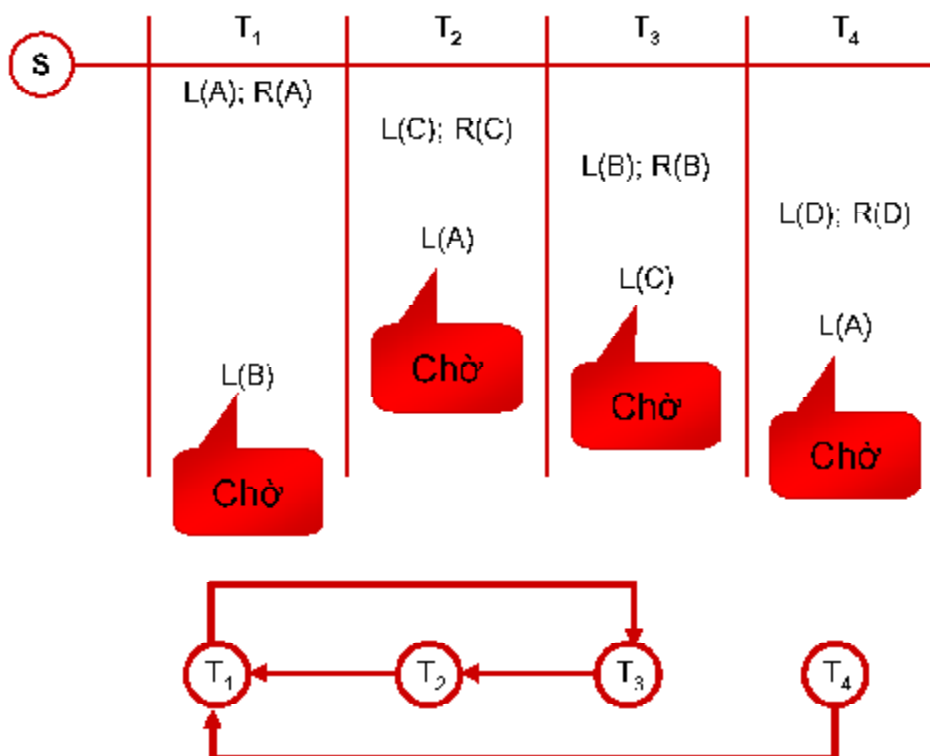 S T₁ T₂ T₃ T₄
L(A); R(A)
L(C); R(C)
L(B); R(B)
L(D); R(D)
L(A)
L(C)
L(A)
L(B)
Chờ
Chờ
Chờ
Chờ
T₁ T₂ T₃ T₄